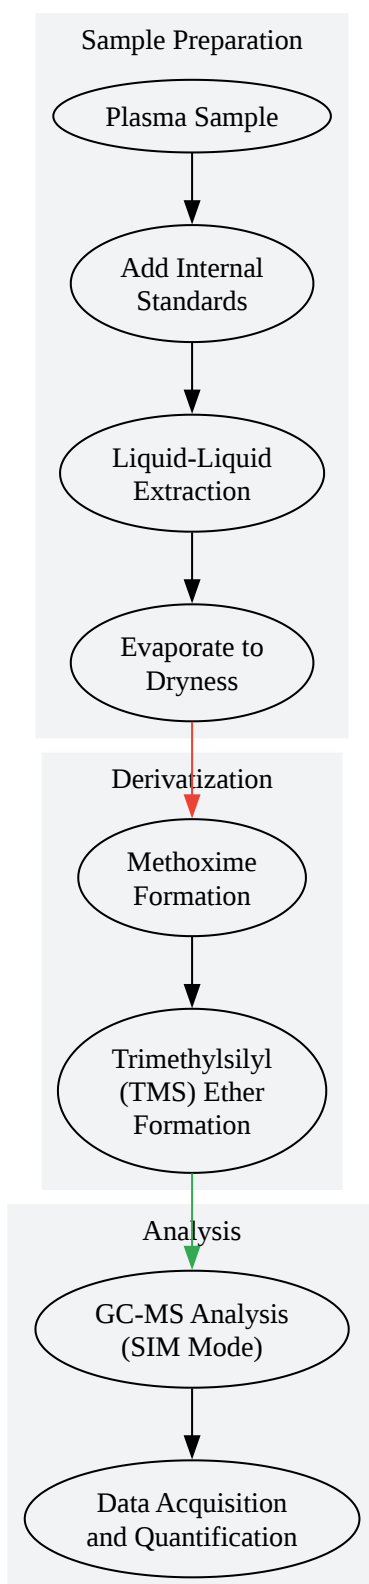 Sample Preparation
Plasma Sample
Add Internal
Standards
Liquid-Liquid
Extraction
Evaporate to
Dryness
Derivatization
Methoxime
Formation
Trimethylsilyl
(TMS) Ether
Formation
Analysis
GC-MS Analysis
(SIM Mode)
Data Acquisition
and Quantification